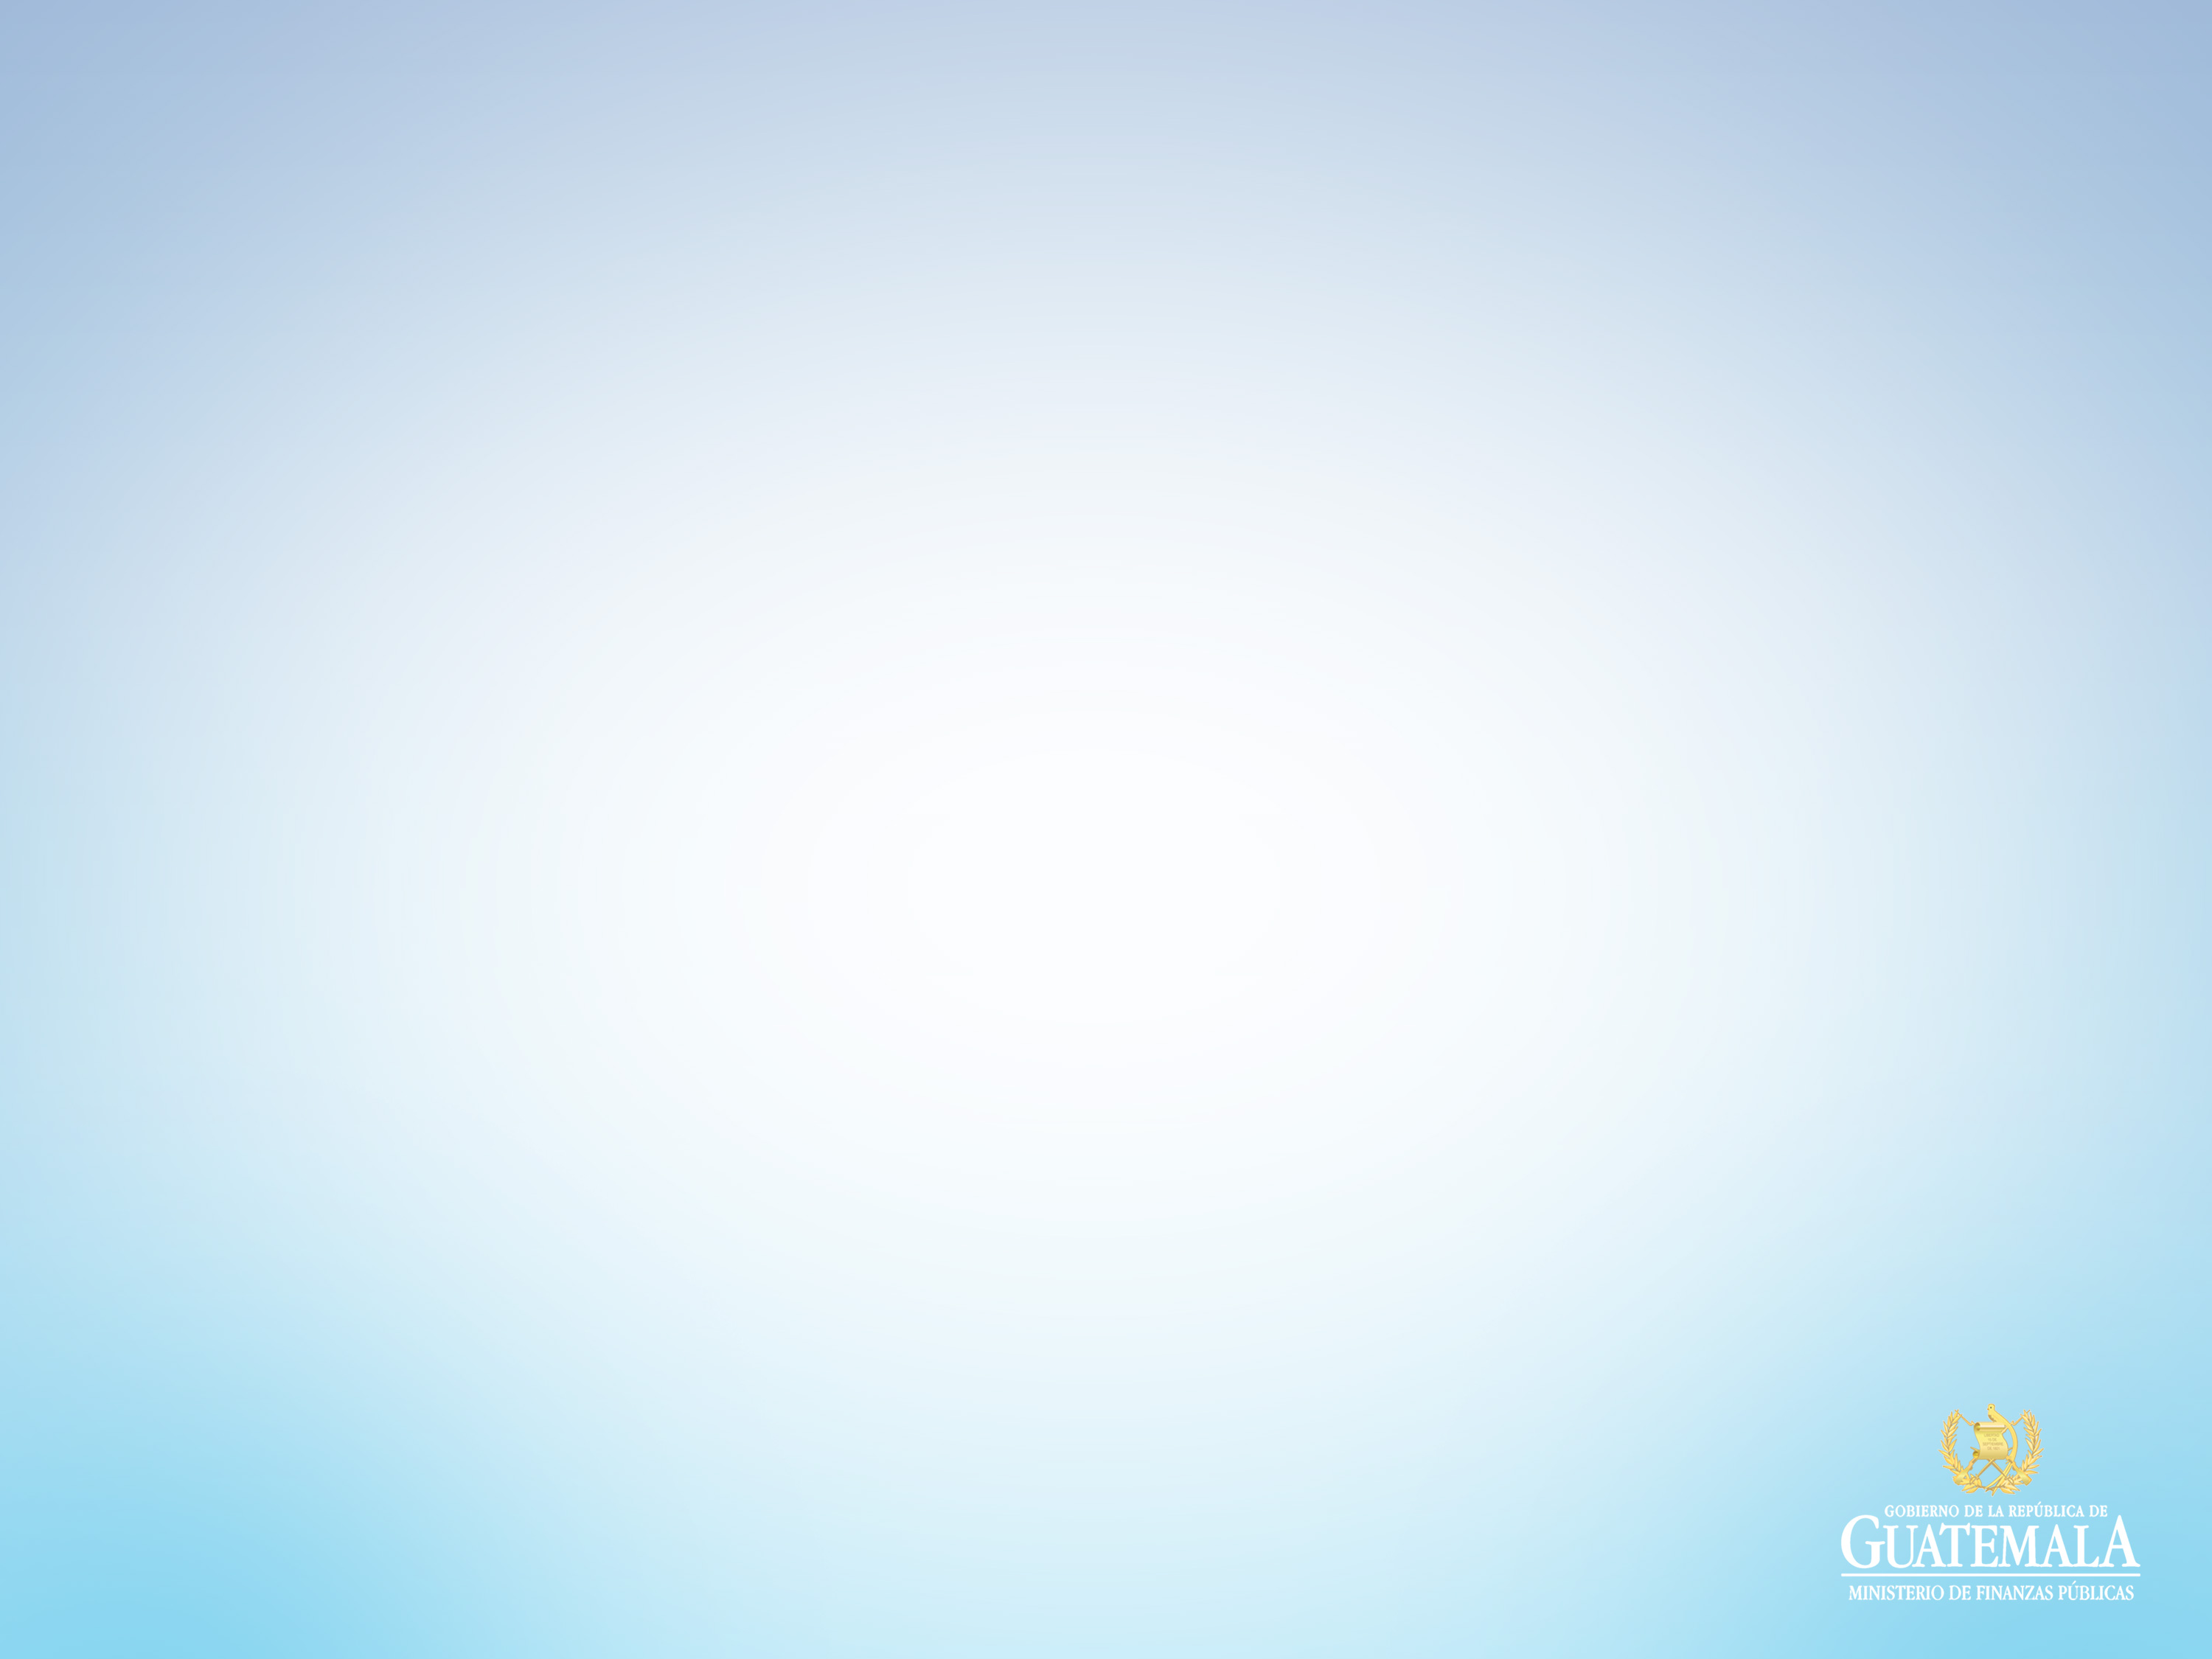 GOBIERNO DE LA REPÚBLICA DE
GUATEMALA
MINISTERIO DE FINANZAS PÚBLICAS